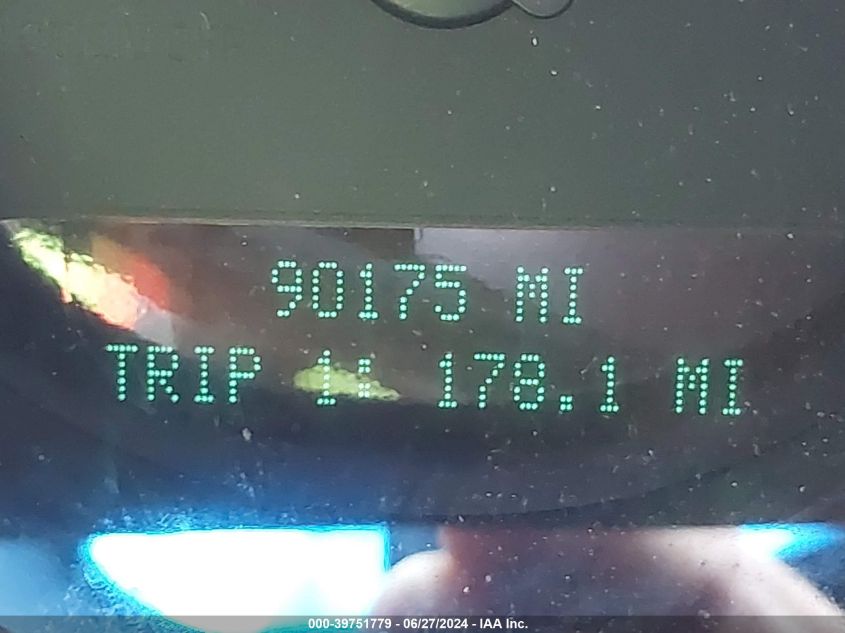 90175 MI
TRIP 1: 178.1 MI
000-39751779 - 06/27/2024 - IAA Inc.